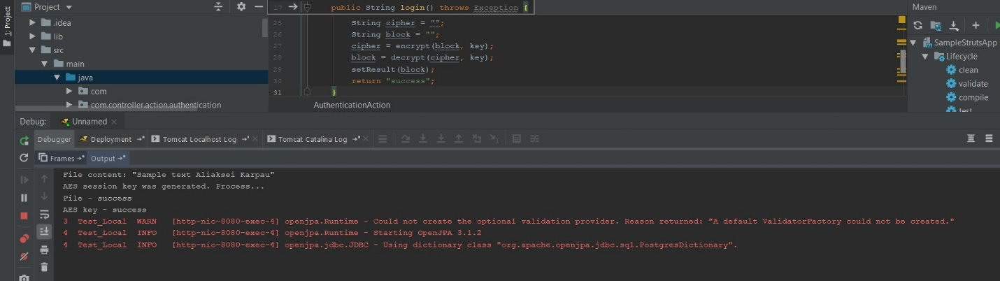 Project
Maven
1: Project
17 public String login() throws Exception {
.idea
lib
src
main
java
com
com.controller.action.authentication
25 String cipher = "";
26 String block = "";
27 cipher = encrypt(block, key);
28 block = decrypt(cipher, key);
29 setResult(block);
30 return "success";
31 }
AuthenticationAction
SampleStrutsApp
Lifecycle
clean
validate
compile
test
Debug: Unnamed
Debugger Deployment Tomcat Localhost Log Tomcat Catalina Log
Frames Output
File content: "Sample text Aliaksei Karpau"
AES session key was generated. Process...
File - success
AES key - success
3 Test_Local WARN [http-nio-8080-exec-4] openjpa.Runtime - Could not create the optional validation provider. Reason returned: "A default ValidatorFactory could not be created."
4 Test_Local INFO [http-nio-8080-exec-4] openjpa.Runtime - Starting OpenJPA 3.1.2
4 Test_Local INFO [http-nio-8080-exec-4] openjpa.jdbc.JDBC - Using dictionary class "org.apache.openjpa.jdbc.sql.PostgresDictionary".